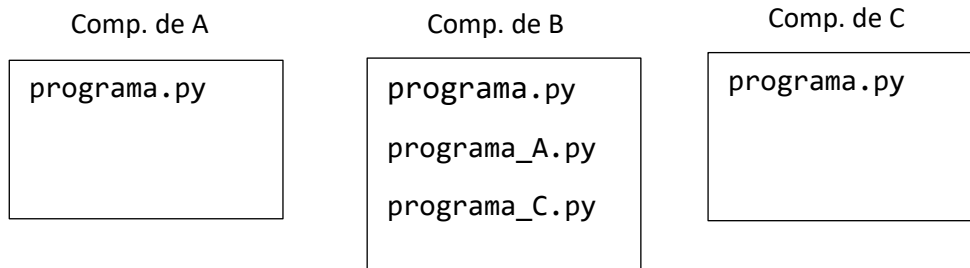 Comp. de A
programa.py
Comp. de B
programa.py
programa_A.py
programa_C.py
Comp. de C
programa.py